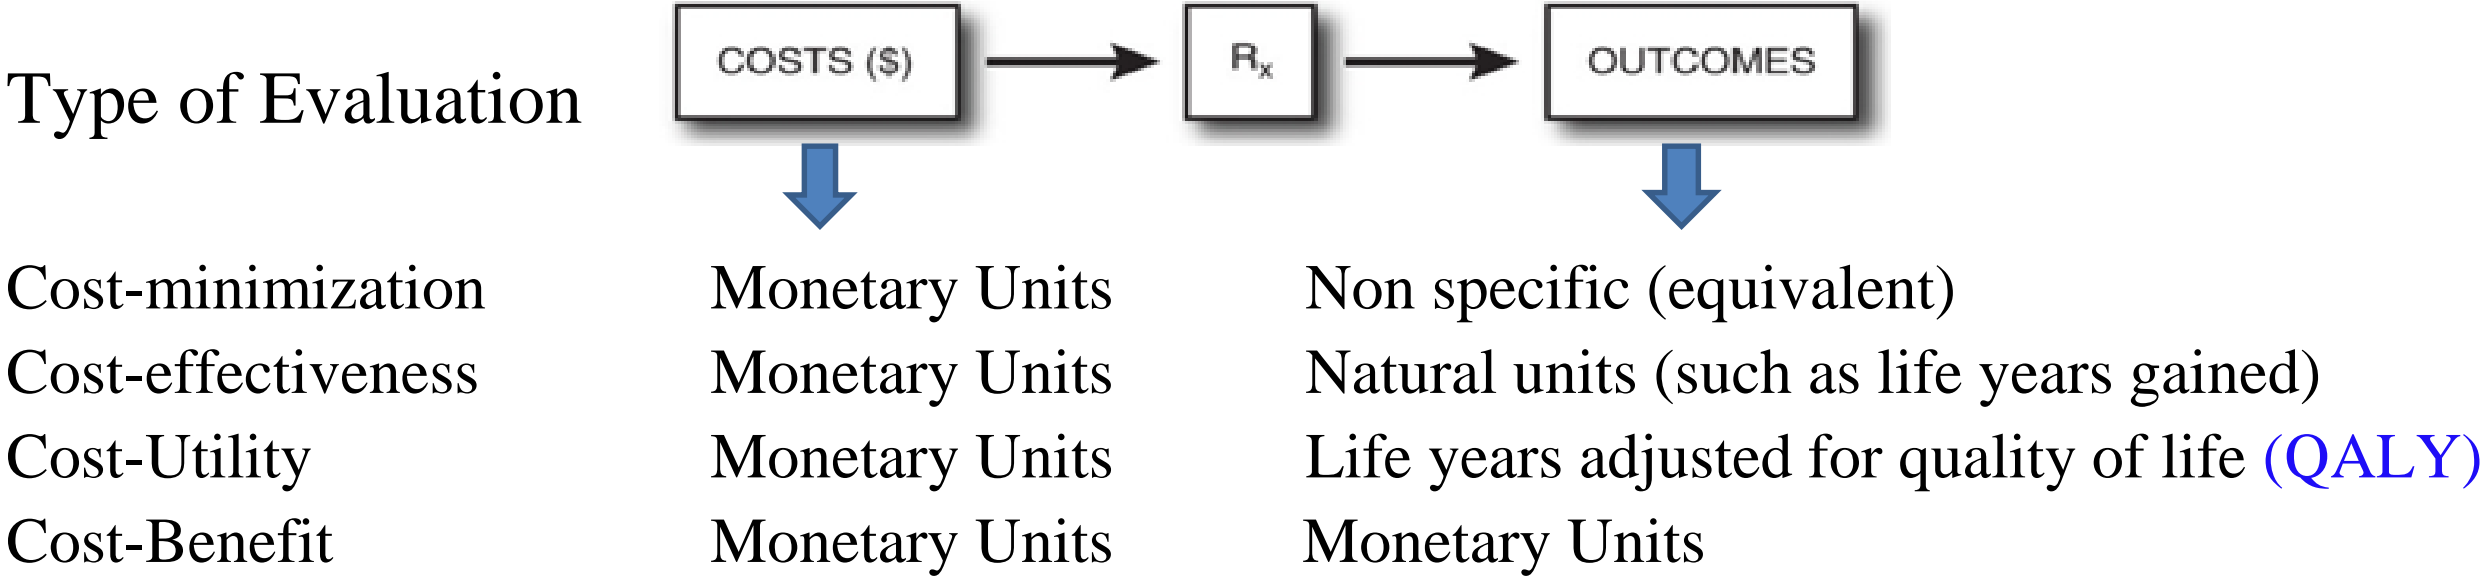 COSTS ($) Rx OUTCOMES
Type of Evaluation
Cost-minimization Monetary Units Non specific (equivalent)
Cost-effectiveness Monetary Units Natural units (such as life years gained)
Cost-Utility Monetary Units Life years adjusted for quality of life (QALY)
Cost-Benefit Monetary Units Monetary Units